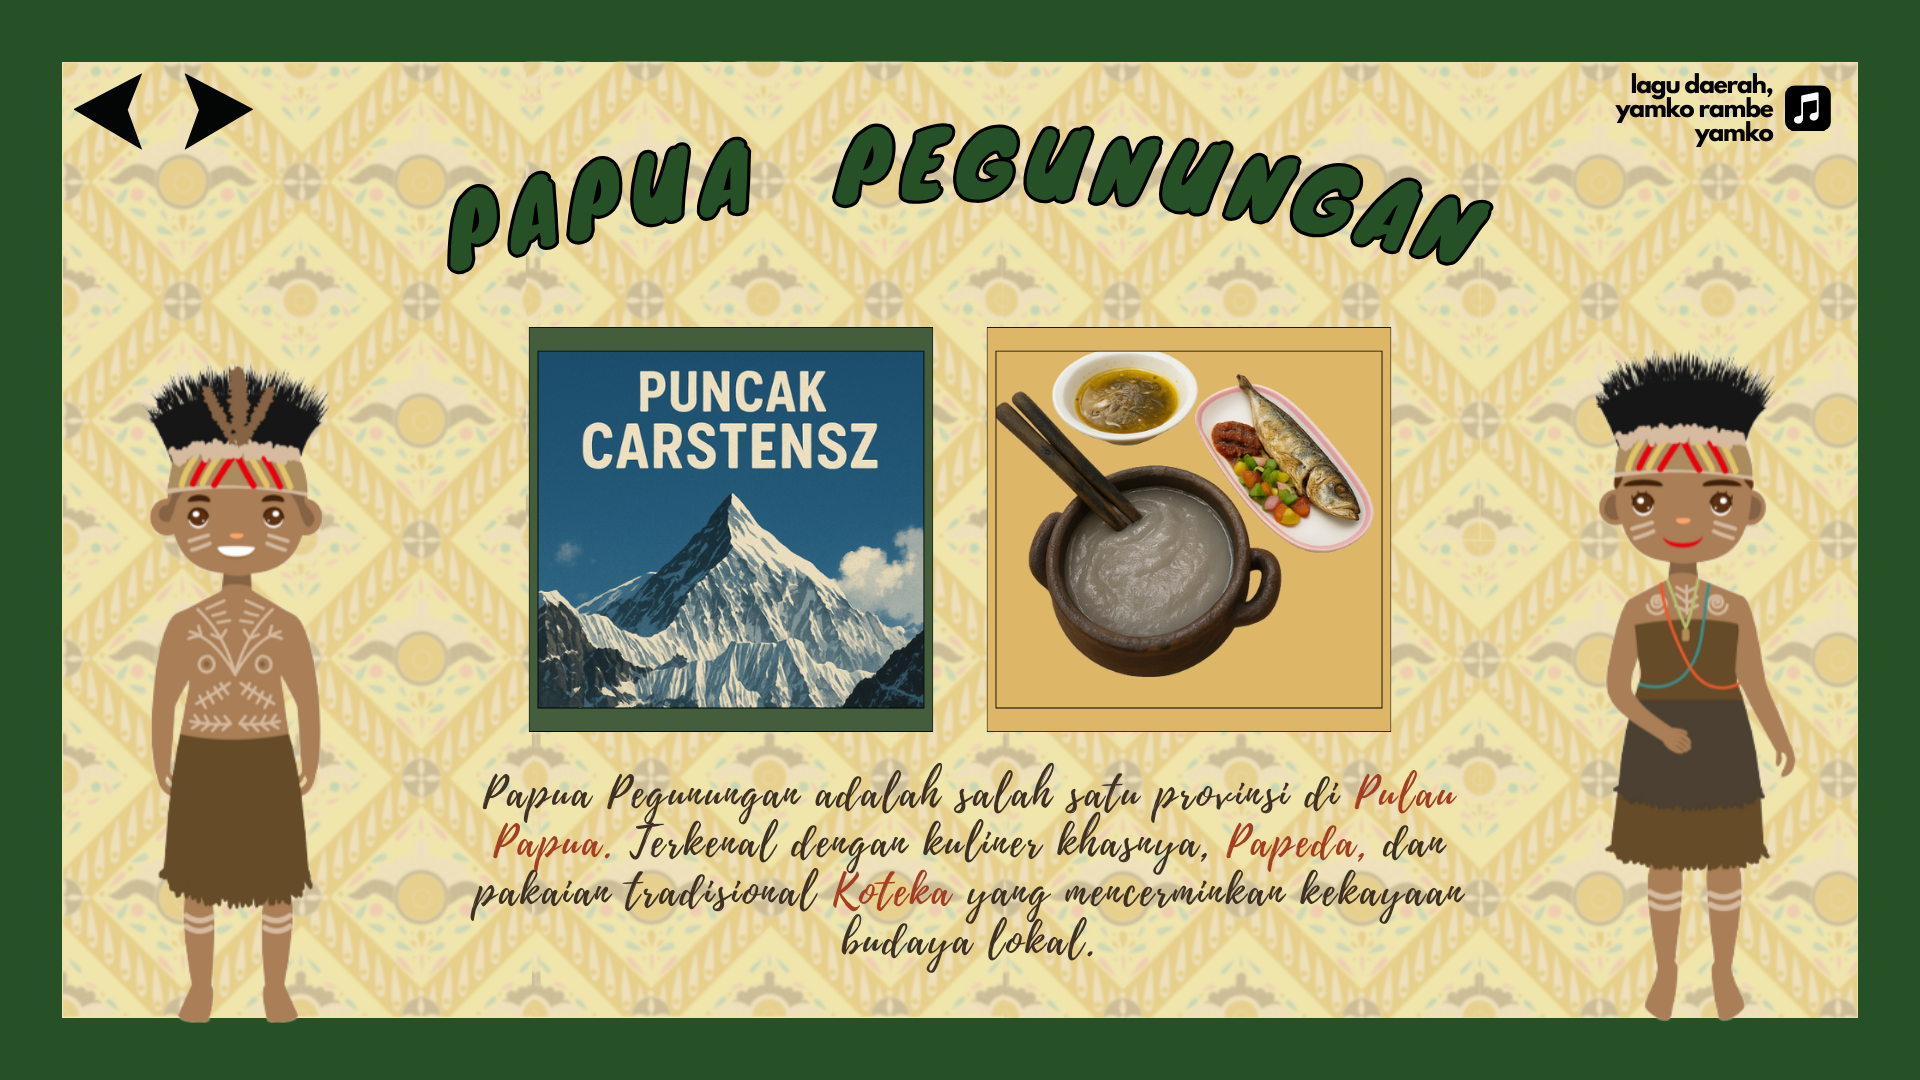 lagu daerah,
yamko rambe
yamko
PAPUA PEGUNUNGAN
PUNCAK
CARSTENSZ
Papua Pegunungan adalah salah satu provinsi di Pulau
Papua. Terkenal dengan kuliner khasnya, Papeda, dan
pakaian tradisional Koteka yang mencerminkan kekayaan
budaya lokal.